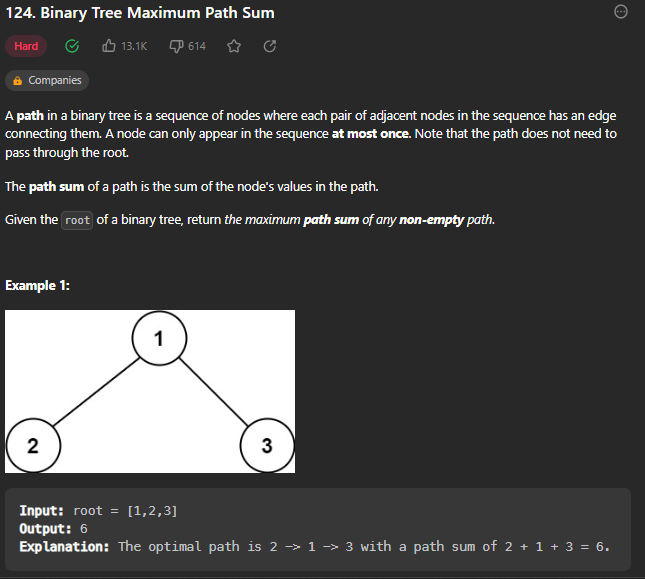 124. Binary Tree Maximum Path Sum
Hard 13.1K 614
Companies
A path in a binary tree is a sequence of nodes where each pair of adjacent nodes in the sequence has an edge
connecting them. A node can only appear in the sequence at most once. Note that the path does not need to
pass through the root.
The path sum of a path is the sum of the node's values in the path.
Given the root of a binary tree, return the maximum path sum of any non-empty path.
Example 1:
1
2 3
Input: root = [1,2,3]
Output: 6
Explanation: The optimal path is 2 -> 1 -> 3 with a path sum of 2 + 1 + 3 = 6.